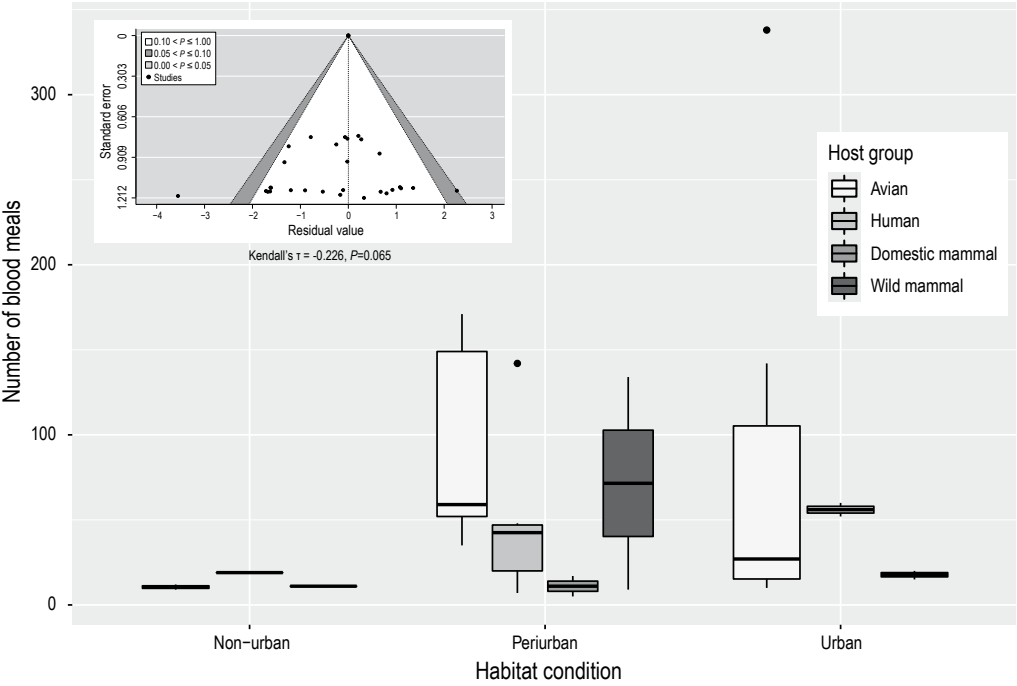 0.10 < P ≤ 1.00
0.05 < P ≤ 0.10
0.00 < P ≤ 0.05
Studies
Standard error
0
0.303
0.606
0.909
1.212
−4
−3
−2
−1
0
1
2
3
Residual value
Kendall's τ = -0.226, P=0.065
Number of blood meals
300
200
100
0
Host group
Avian
Human
Domestic mammal
Wild mammal
Non−urban
Periurban
Urban
Habitat condition